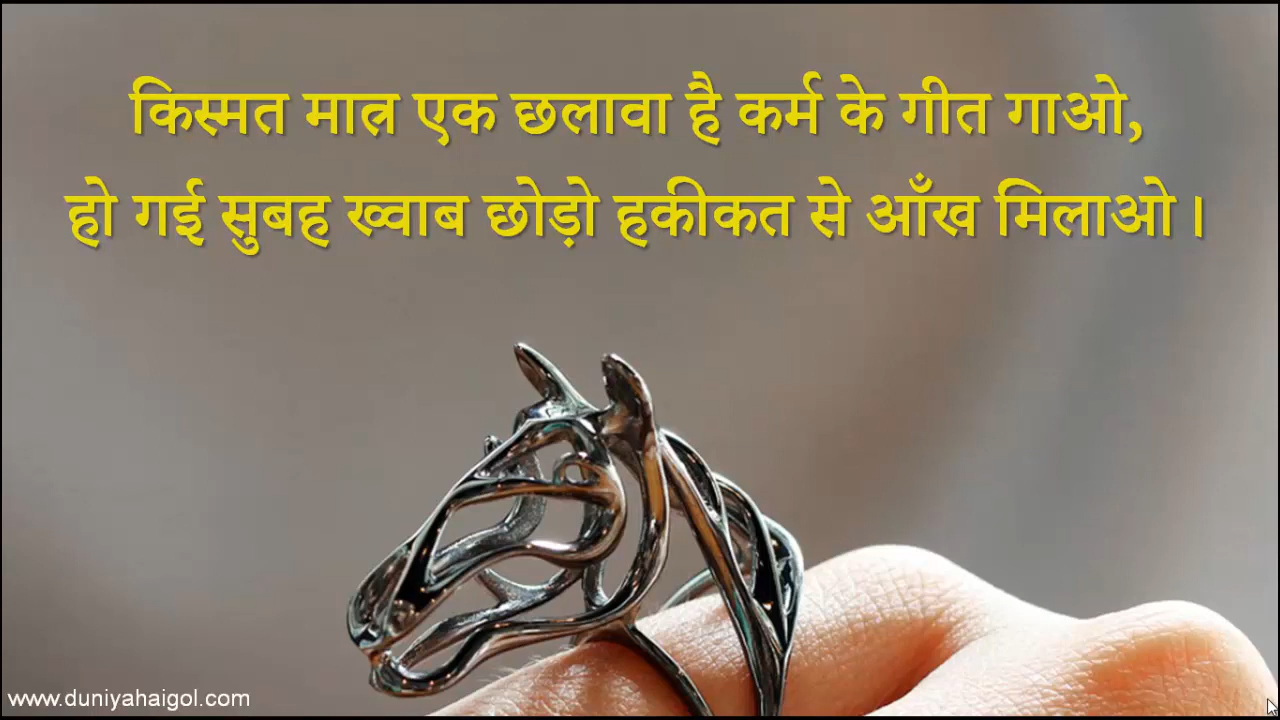 किस्मत मात्र एक छलावा है कर्म के गीत गाओ,
हो गई सुबह ख्वाब छोड़ो हकीकत से आँख मिलाओ।
www.duniyahaigol.com